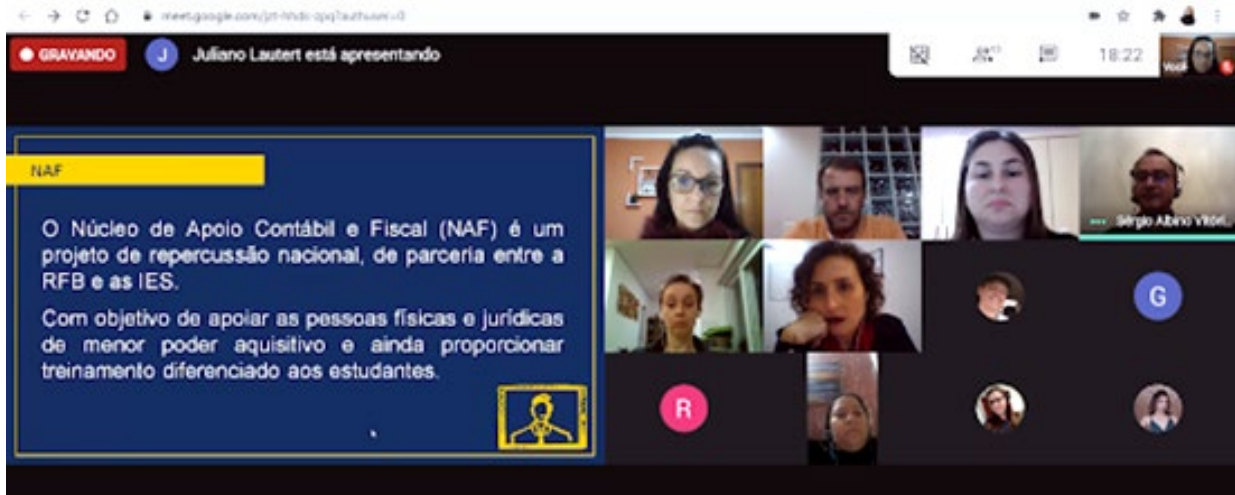 GRAVANDO
J
Juliano Lautert está apresentando
18:22
Você
NAF
O Núcleo de Apoio Contábil e Fiscal (NAF) é um
projeto de repercussão nacional, de parceria entre a
RFB e as IES.
Com objetivo de apoiar as pessoas físicas e jurídicas
de menor poder aquisitivo e ainda proporcionar
treinamento diferenciado aos estudantes.
Sérgio Albino Vitóri...
G
R